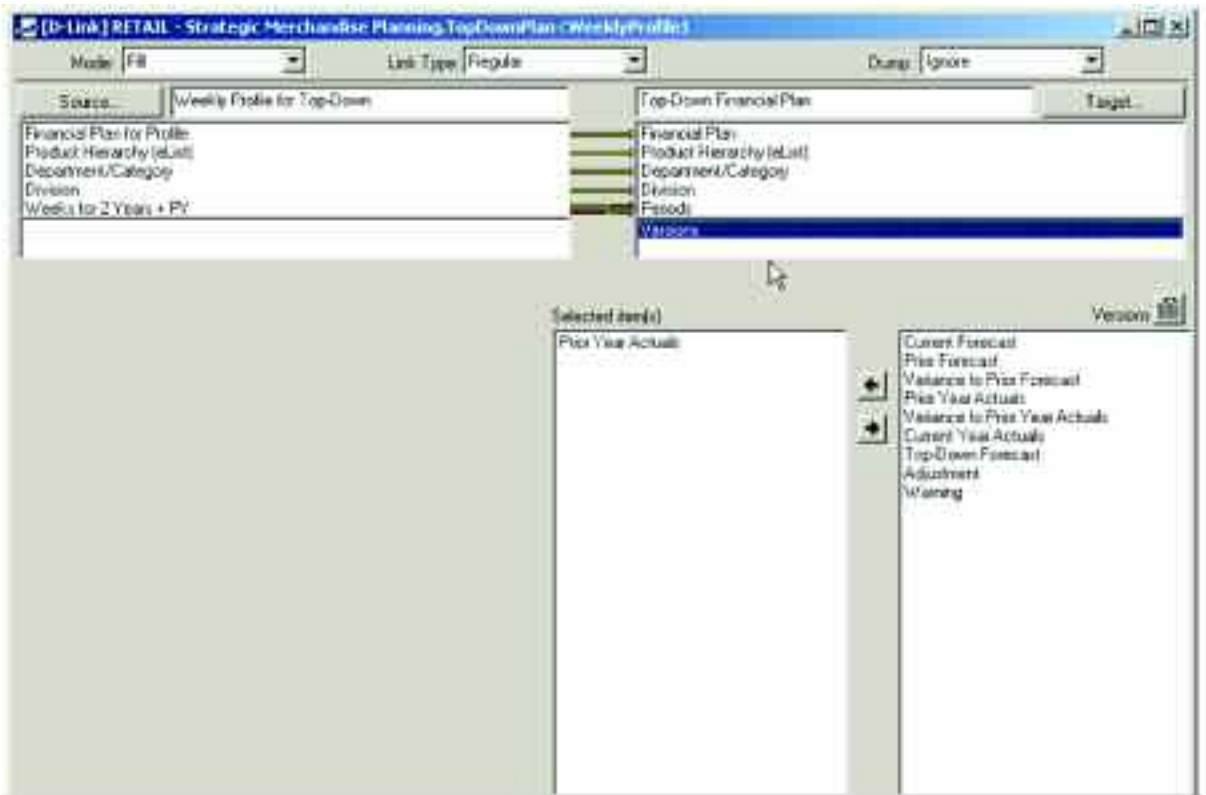 [D-Link] RETAIL - Strategic Merchandise Planning.TopDownPlan <WeeklyProfile1
Mode: Fill
Link Type: Regular
Dump: Ignore
Source...
Weekly Profile for Top-Down
Top-Down Financial Plan
Target...
Financial Plan for Profile
Product Hierarchy (eList)
Department/Category
Division
Weeks for 2 Years + PY
Financial Plan
Product Hierarchy (eList)
Department/Category
Division
Periods
Versions
Selected item(s)
Prior Year Actuals
Versions
Current Forecast
Prior Forecast
Variance to Prior Forecast
Prior Year Actuals
Variance to Prior Year Actuals
Current Year Actuals
Top-Down Forecast
Adjustment
Warning